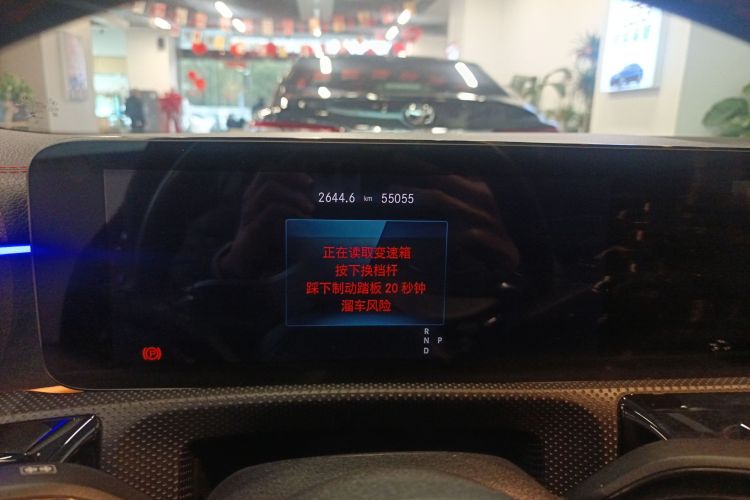 2644.6 km 55055
正在读取变速箱
按下换档杆
踩下制动踏板 20 秒钟
溜车风险
R
N P
D
P